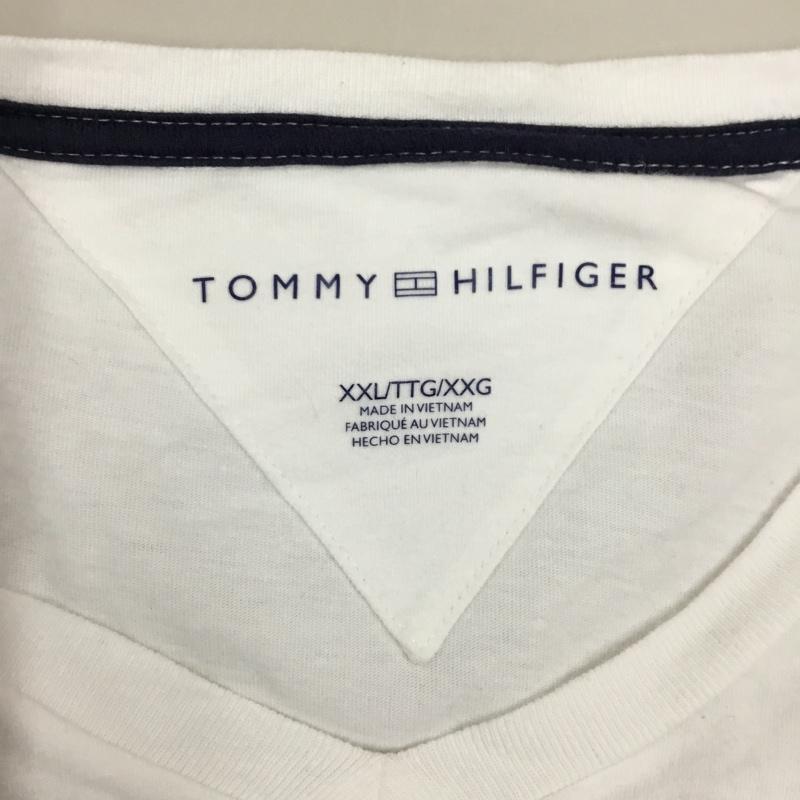 TOMMY HILFIGER
XXL/TTG/XXG
MADE IN VIETNAM
FABRIQUÉ AU VIETNAM
HECHO EN VIETNAM